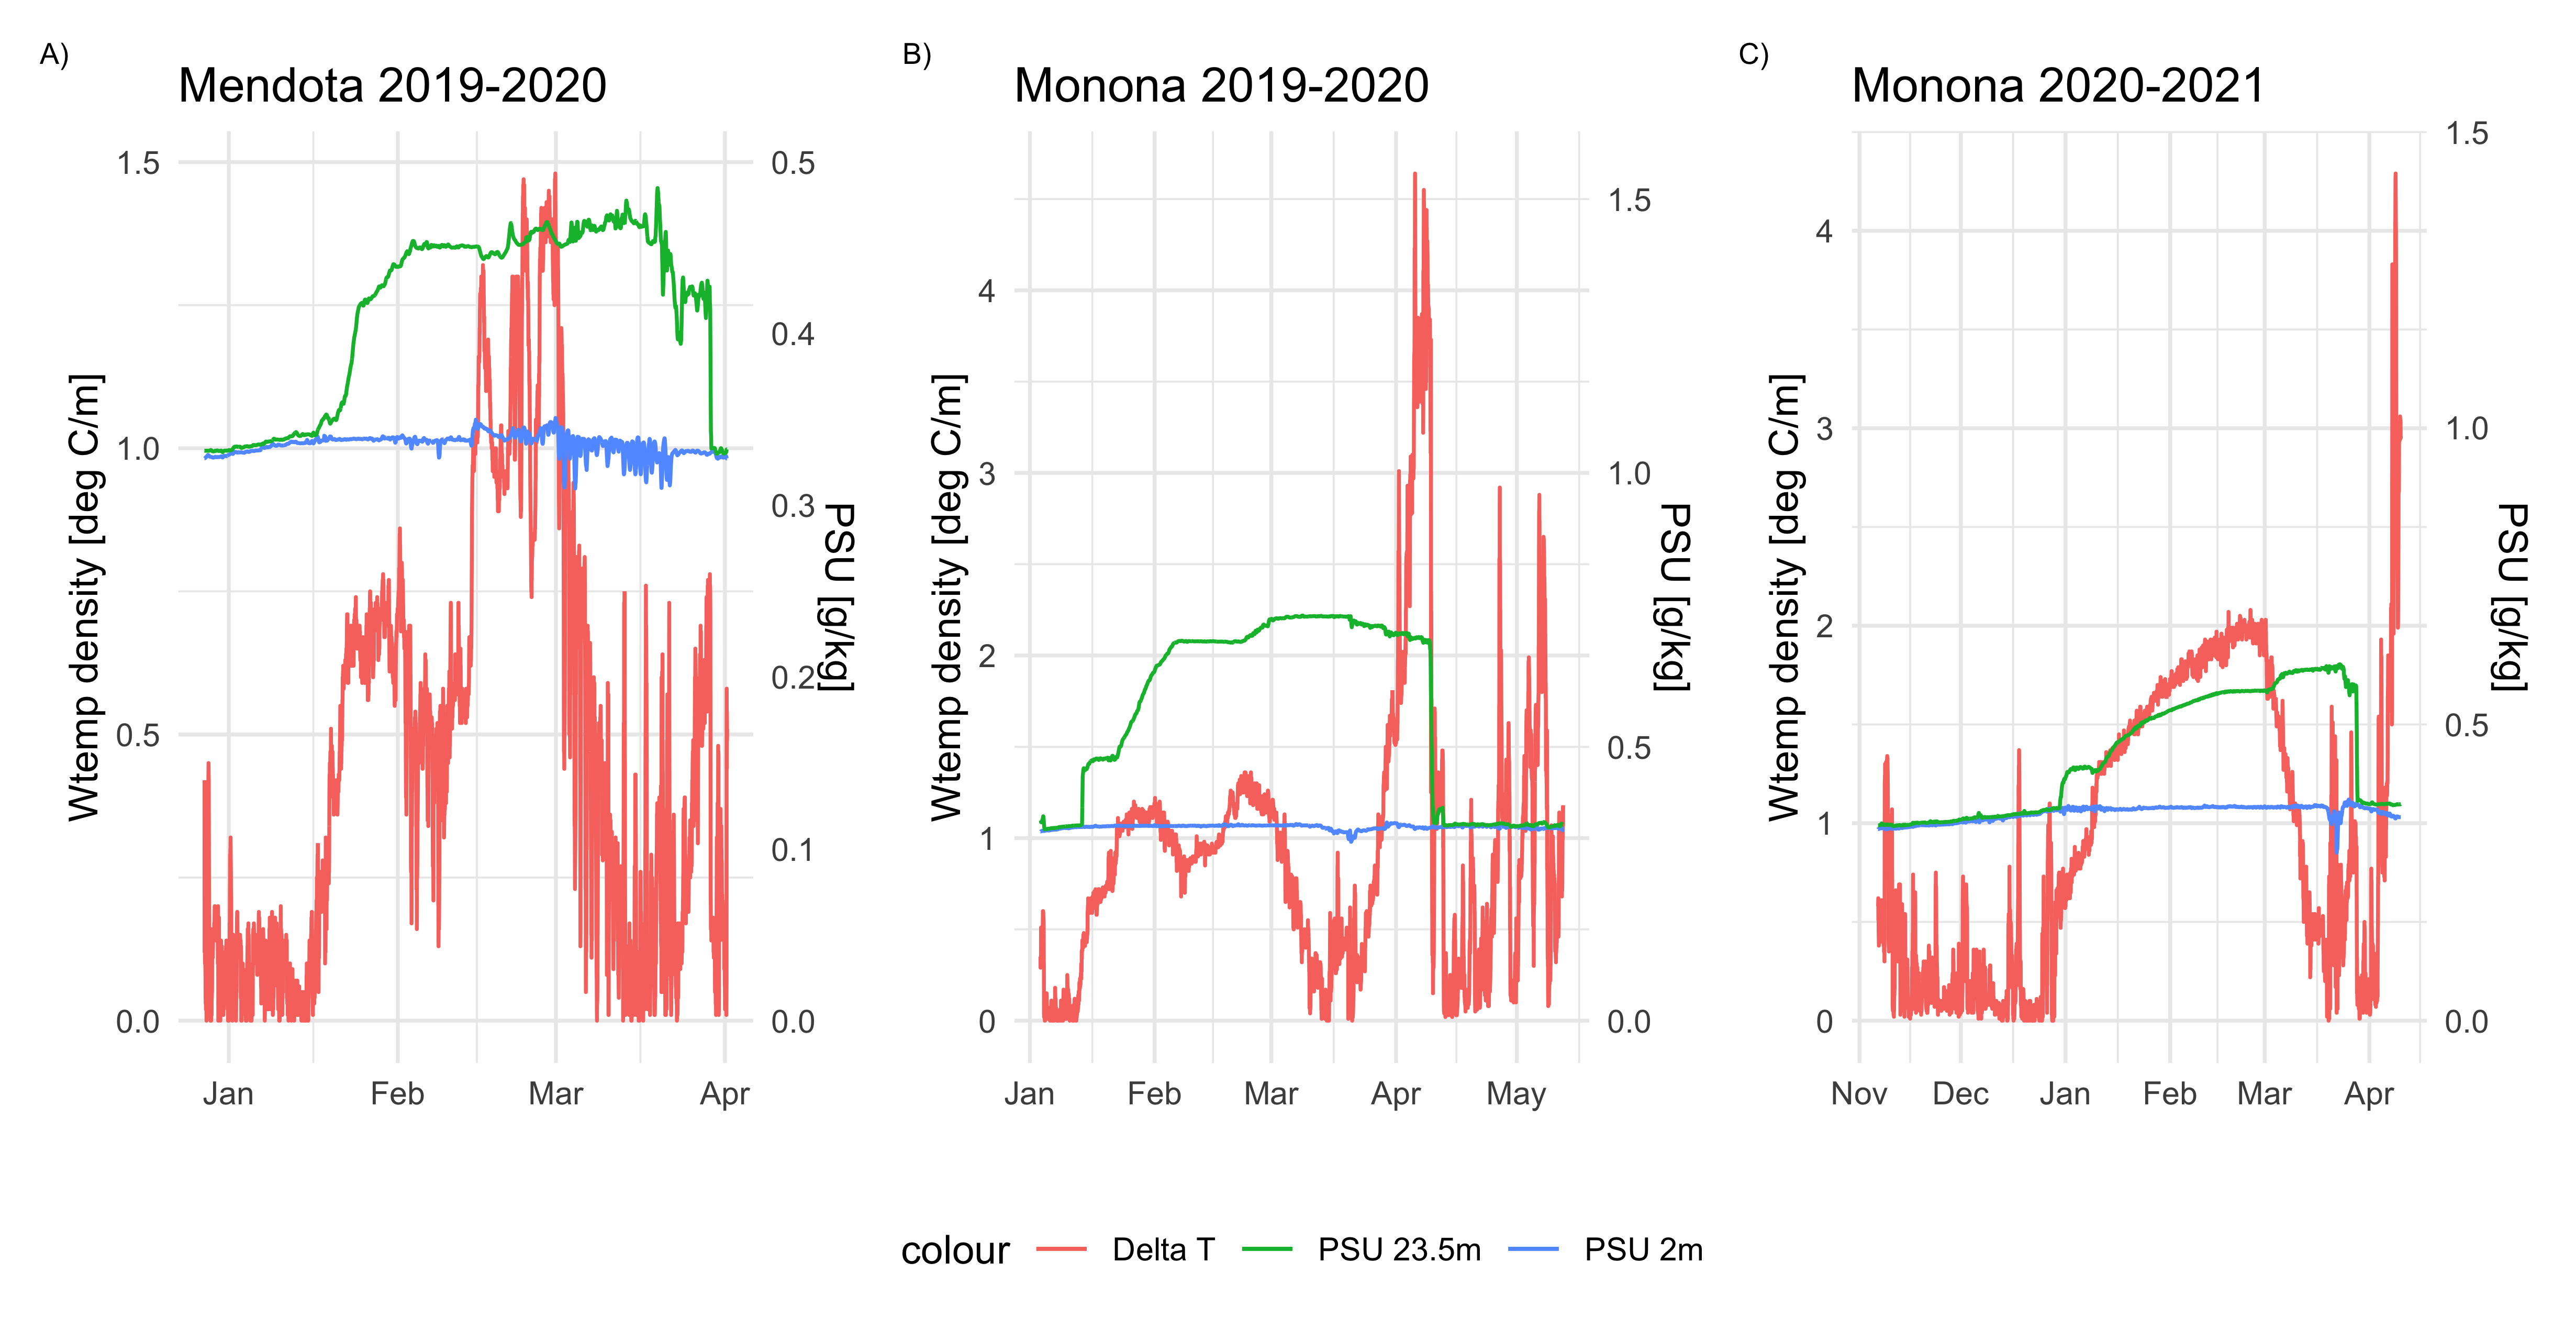 A)
Mendota 2019-2020
1.5
1.0
0.5
0.0
Wtemp density [deg C/m]
0.5
0.4
0.3
0.2
0.1
0.0
PSU [g/kg]
Jan Feb Mar Apr
B)
Monona 2019-2020
4
3
2
1
0
Wtemp density [deg C/m]
1.5
1.0
0.5
0.0
PSU [g/kg]
Jan Feb Mar Apr May
C)
Monona 2020-2021
4
3
2
1
0
Wtemp density [deg C/m]
1.5
1.0
0.5
0.0
PSU [g/kg]
Nov Dec Jan Feb Mar Apr
colour Delta T PSU 23.5m PSU 2m